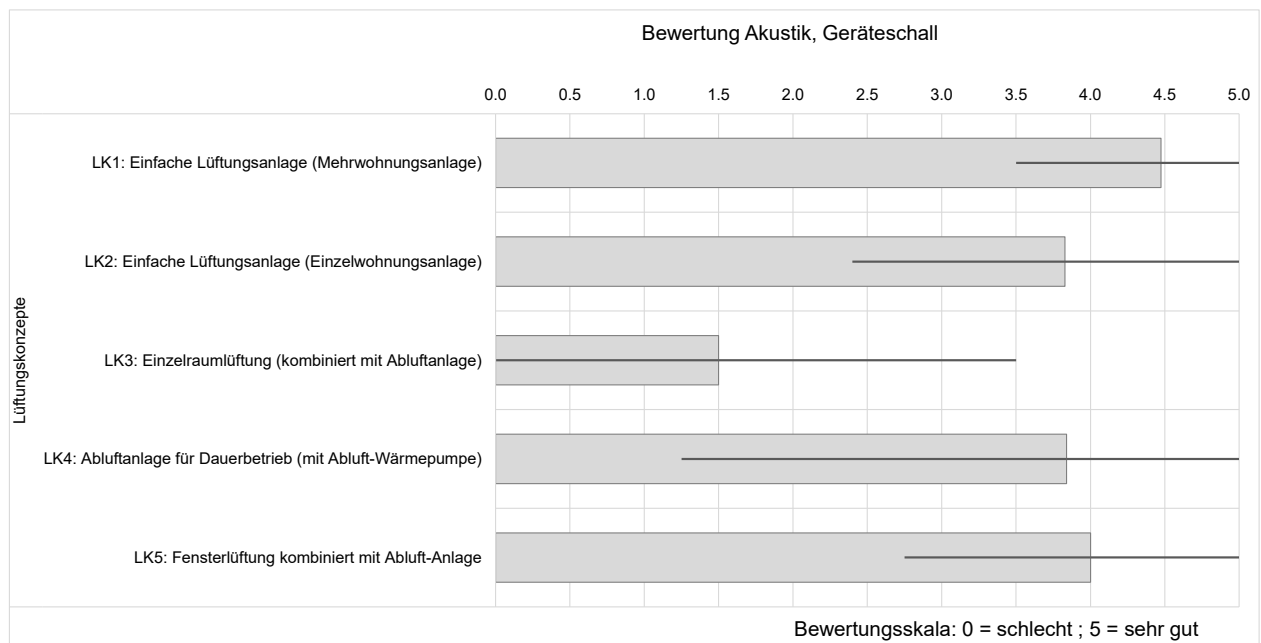 Bewertung Akustik, Geräteschall
0.0 0.5 1.0 1.5 2.0 2.5 3.0 3.5 4.0 4.5 5.0
Lüftungskonzepte
LK1: Einfache Lüftungsanlage (Mehrwohnungsanlage)
LK2: Einfache Lüftungsanlage (Einzelwohnungsanlage)
LK3: Einzelraumlüftung (kombiniert mit Abluftanlage)
LK4: Abluftanlage für Dauerbetrieb (mit Abluft-Wärmepumpe)
LK5: Fensterlüftung kombiniert mit Abluft-Anlage
Bewertungsskala: 0 = schlecht ; 5 = sehr gut